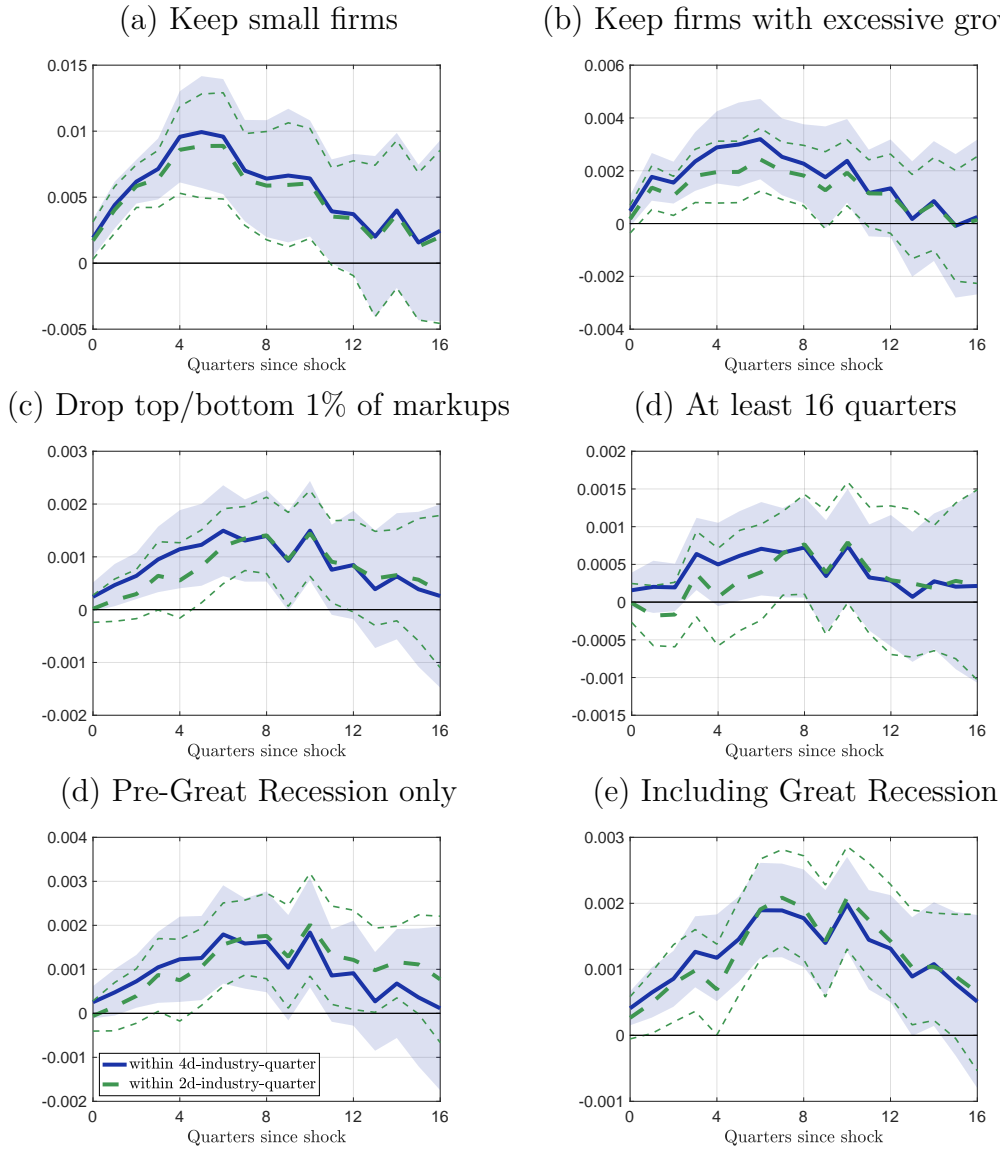 (a) Keep small firms
(b) Keep firms with excessive grow
0.015
0.01
0.005
0
-0.005
0 4 8 12 16
Quarters since shock
0.006
0.004
0.002
0
-0.002
-0.004
0 4 8 12 16
Quarters since shock
(c) Drop top/bottom 1% of markups
(d) At least 16 quarters
0.003
0.002
0.001
0
-0.001
-0.002
0 4 8 12 16
Quarters since shock
0.002
0.0015
0.001
0.0005
0
-0.0005
-0.001
-0.0015
0 4 8 12 16
Quarters since shock
(d) Pre-Great Recession only
(e) Including Great Recession
0.004
0.003
0.002
0.001
0
-0.001
-0.002
within 4d-industry-quarter
within 2d-industry-quarter
0 4 8 12 16
Quarters since shock
0.003
0.002
0.001
0
-0.001
0 4 8 12 16
Quarters since shock